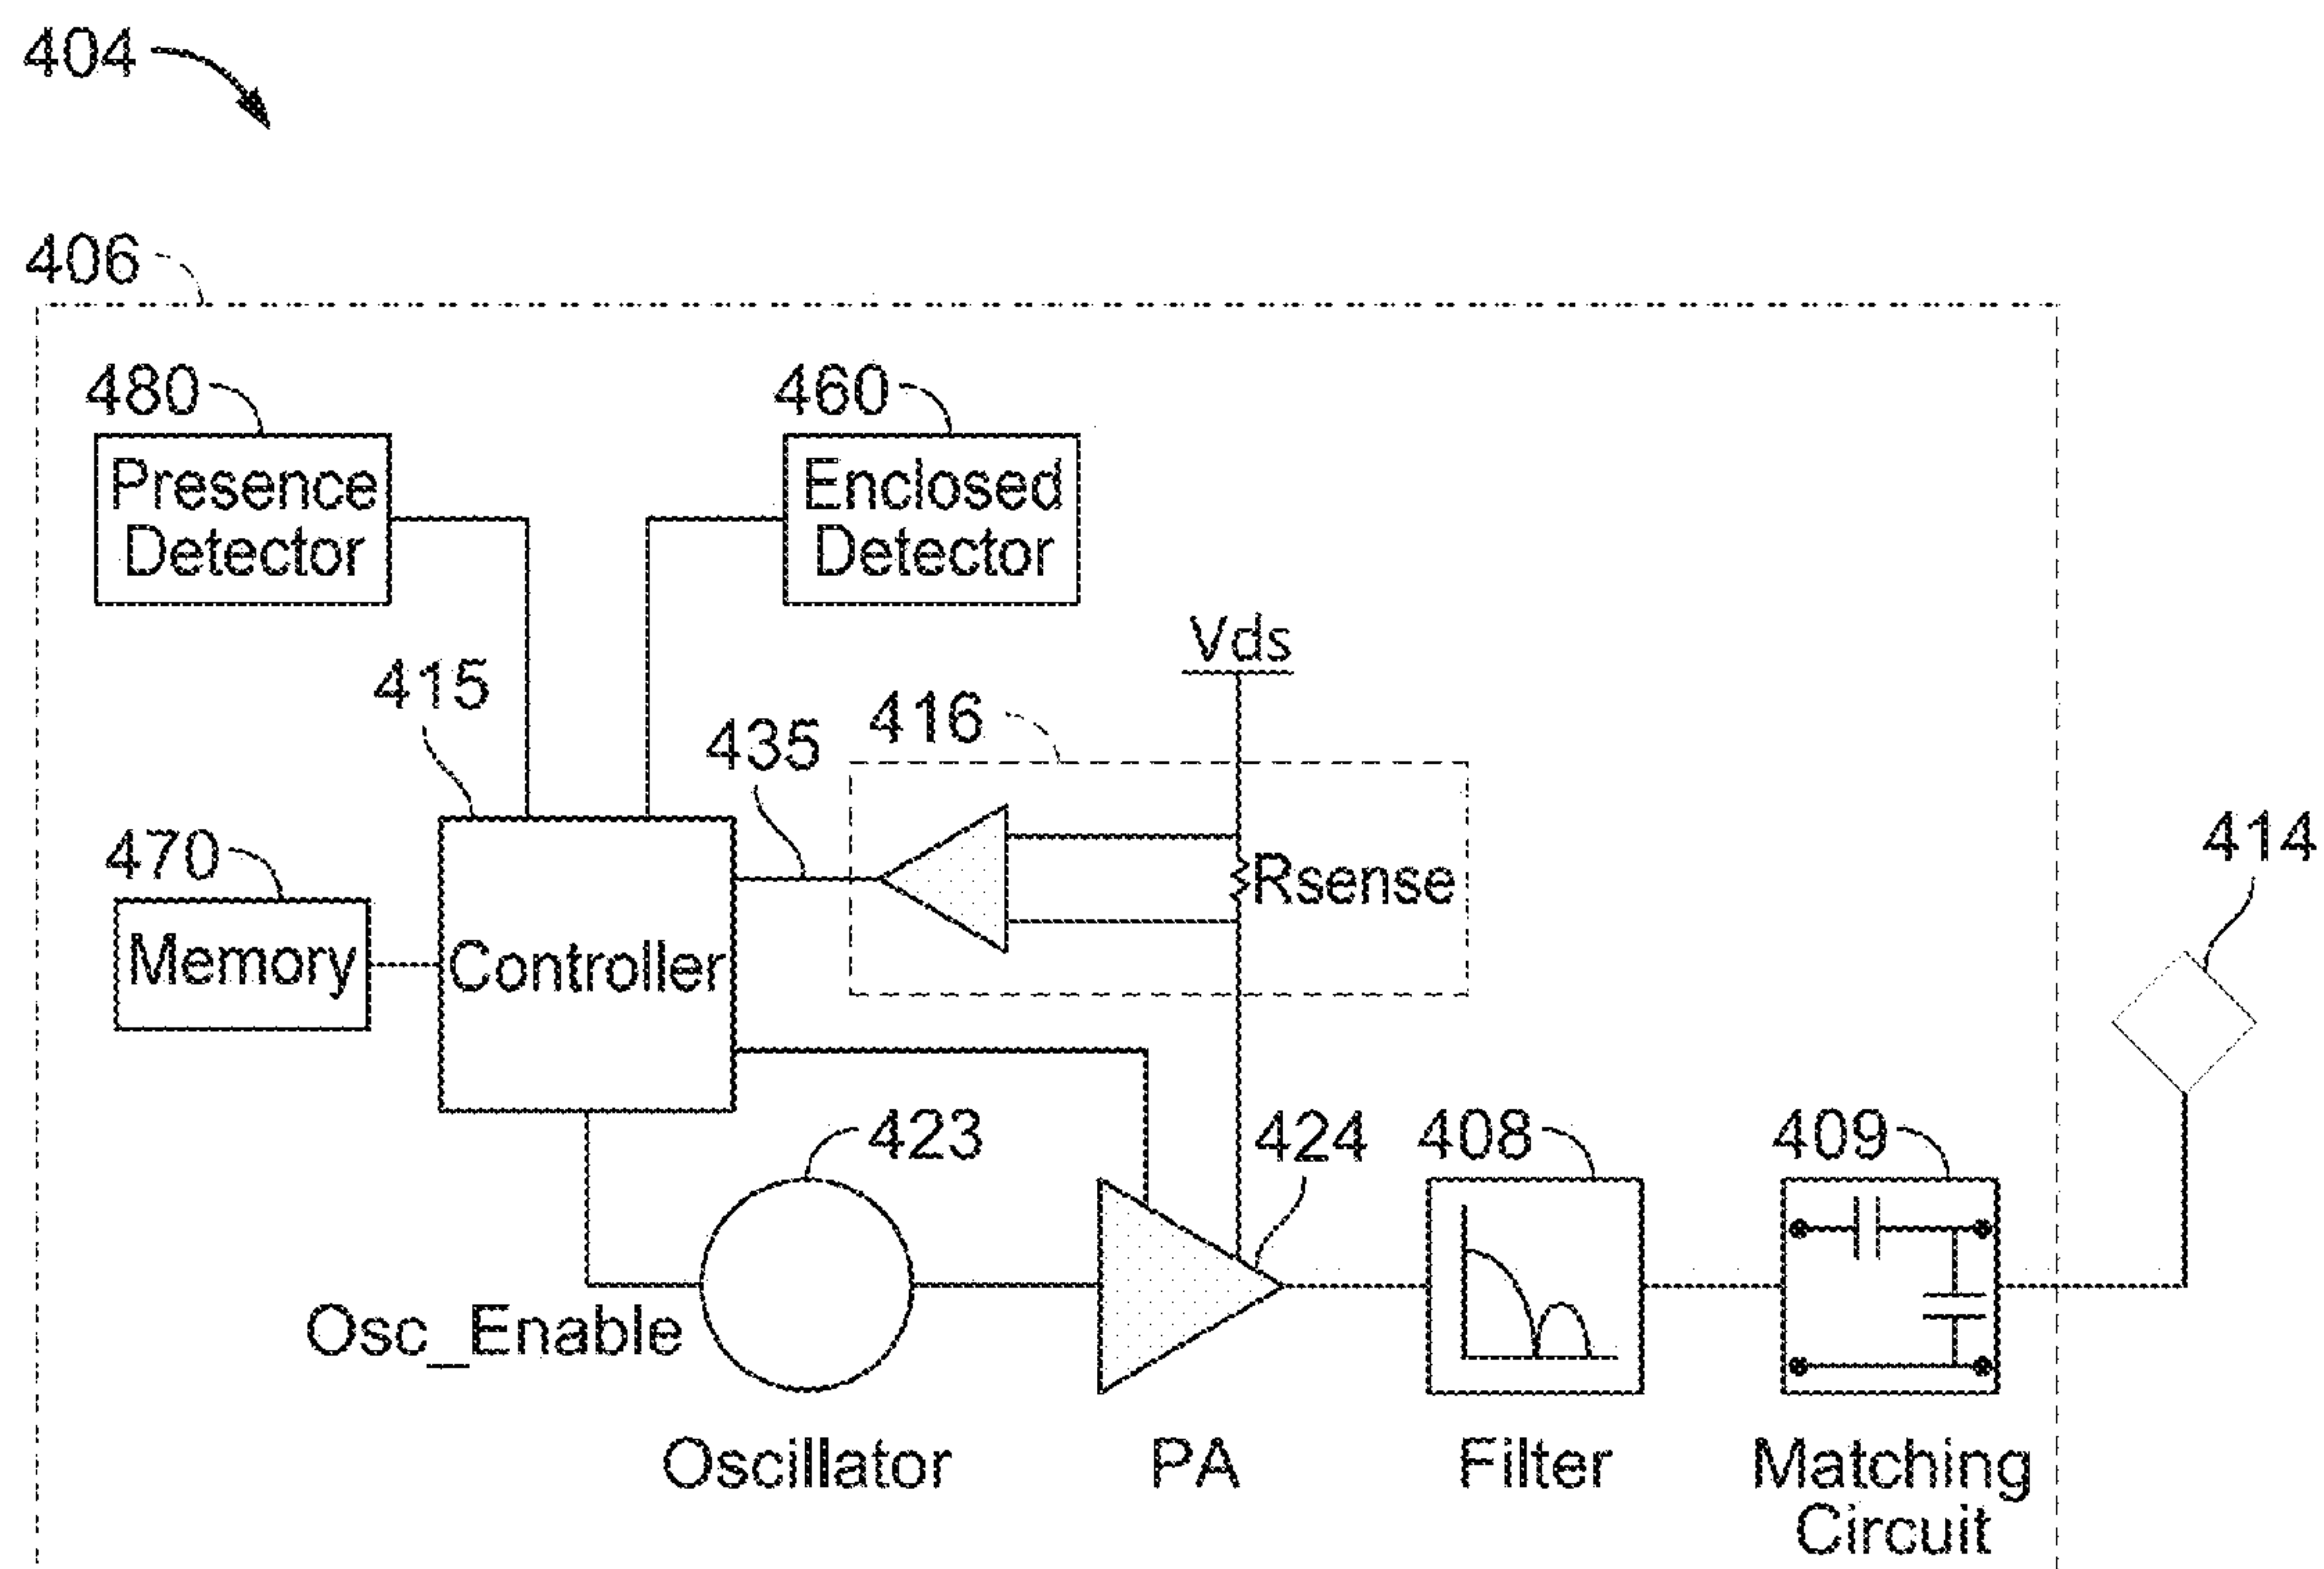 404
406
480
460
Presence
Detector
Enclosed
Detector
Vds
415
416
435
470
414
Rsense
Memory
Controller
423
424
408
409
Osc_Enable
Oscillator
PA
Filter
Matching
Circuit